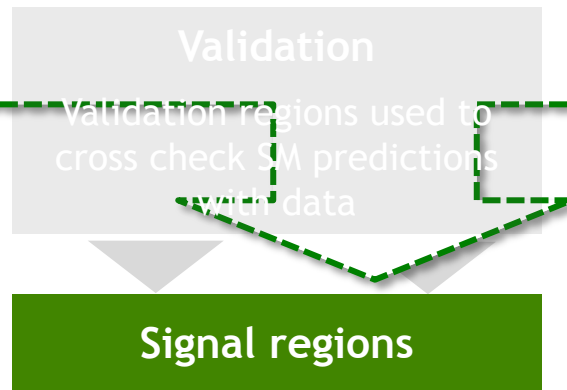 Validation
Validation regions used to
cross check SM predictions
with data
Signal regions